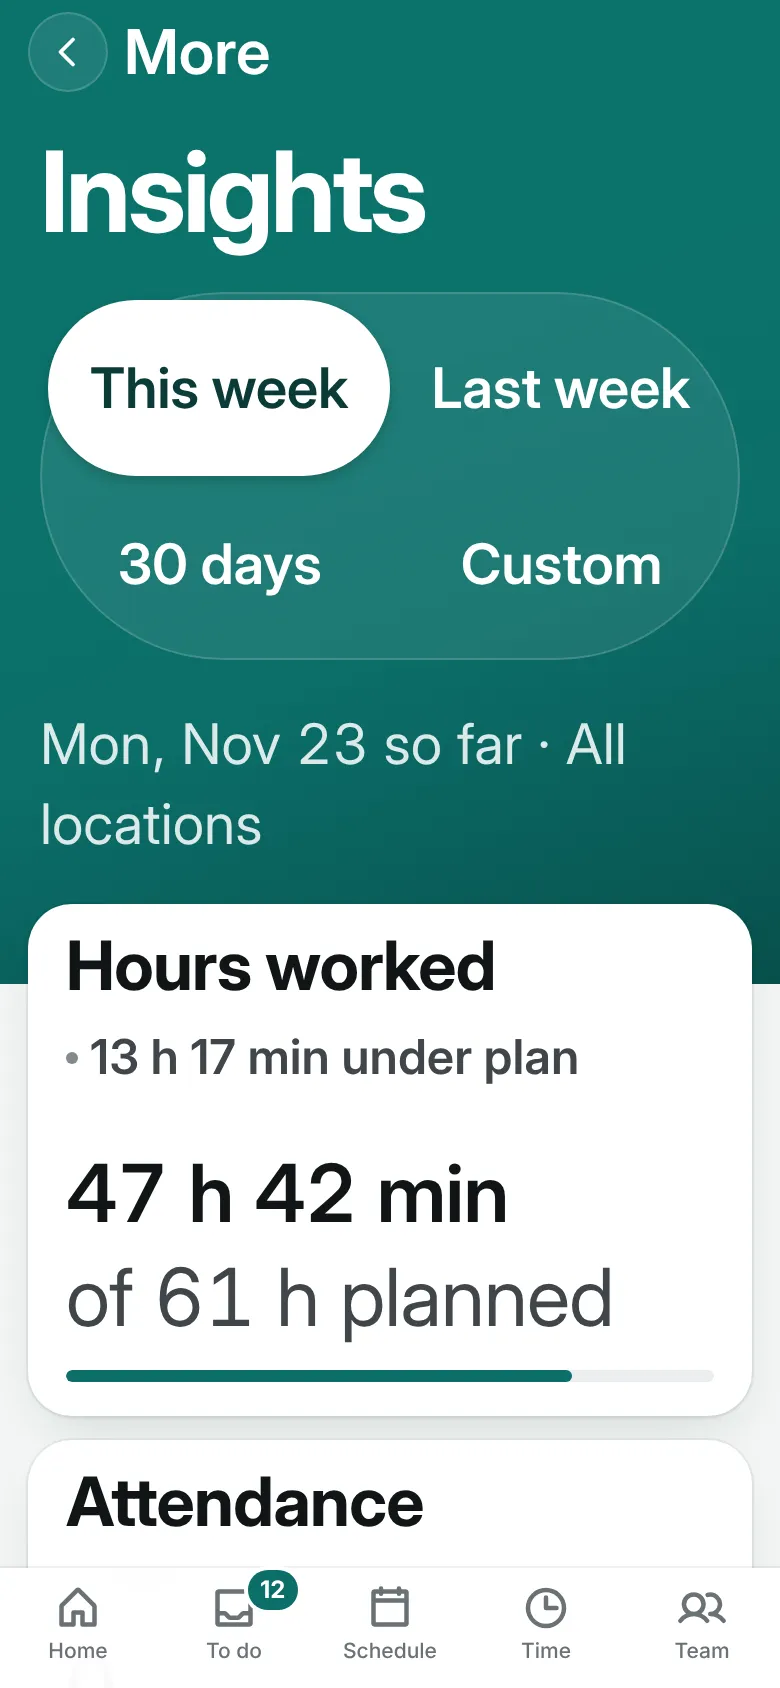 More
Insights
This week
Last week
30 days
Custom
Mon, Nov 23 so far · All
locations
Hours worked
• 13 h 17 min under plan
47 h 42 min
of 61 h planned
Attendance
12
Home
To do
Schedule
Time
Team